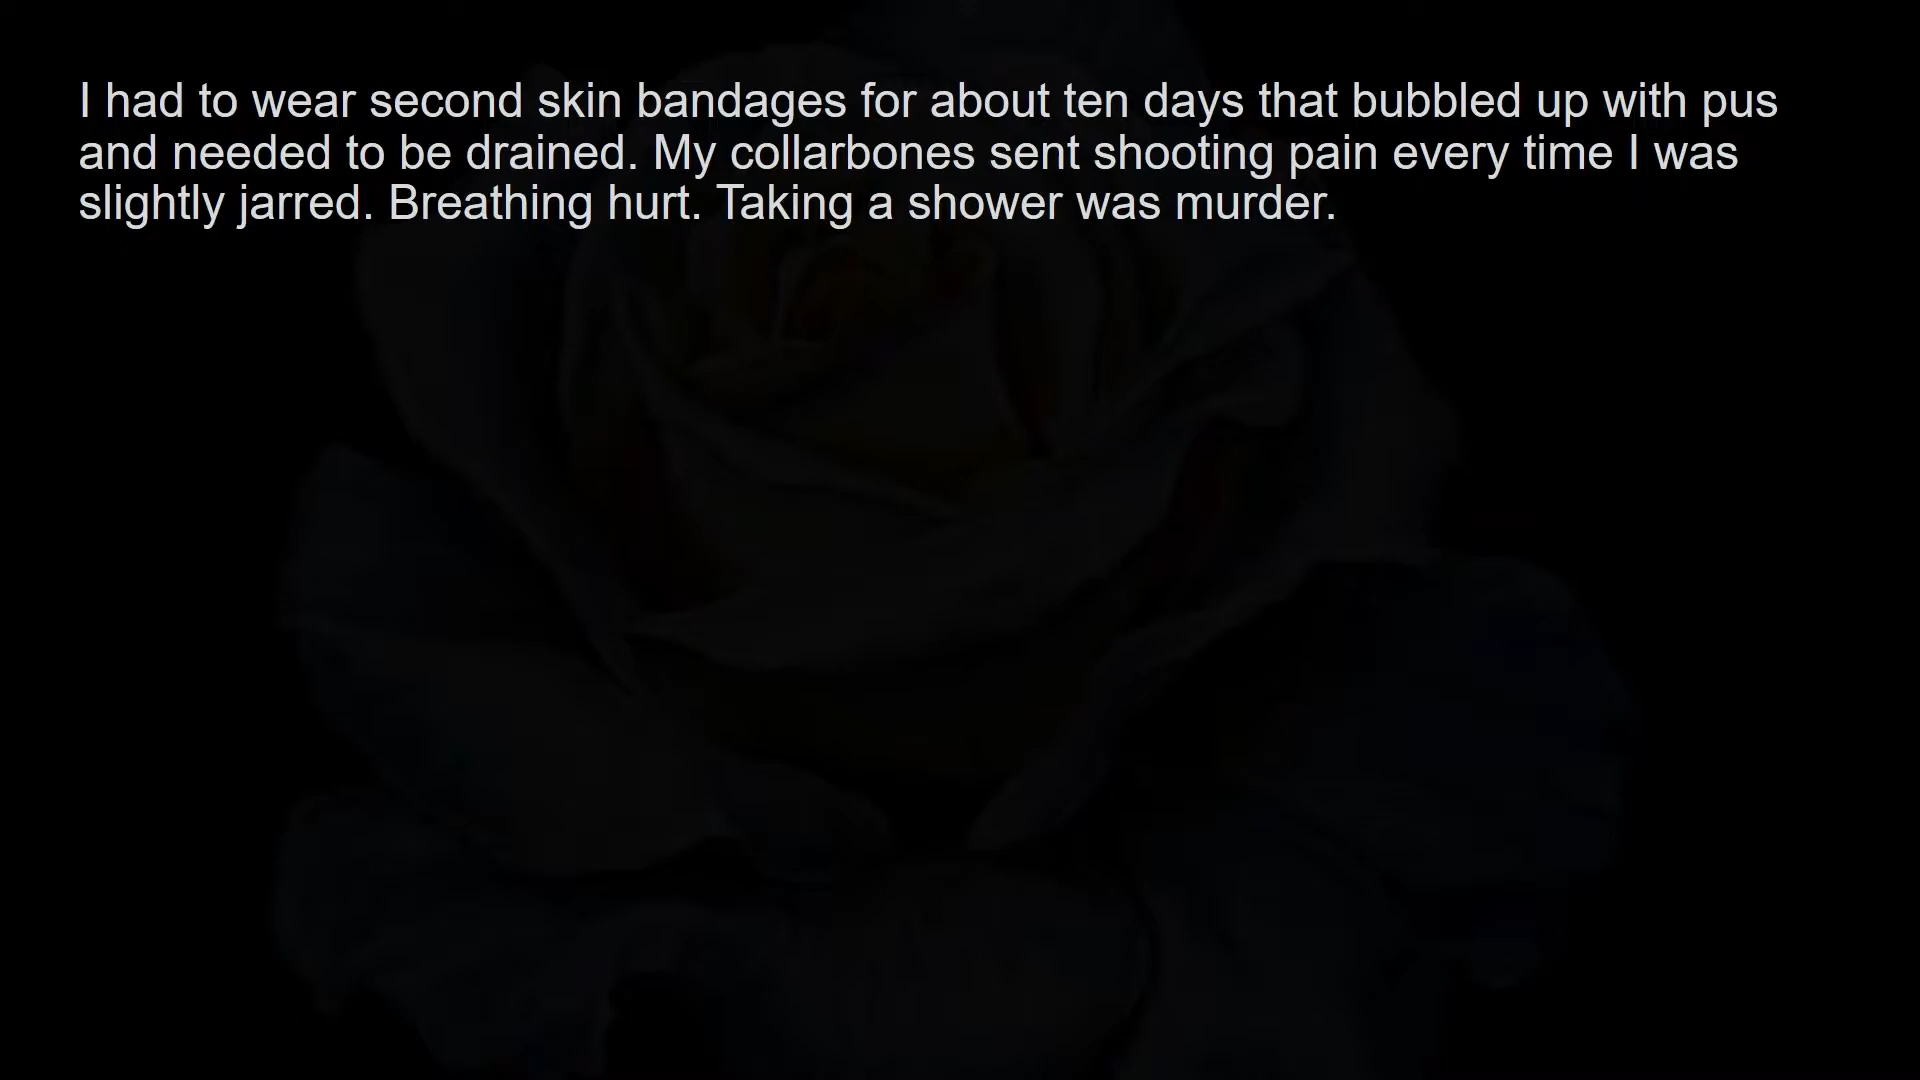 I had to wear second skin bandages for about ten days that bubbled up with pus
and needed to be drained. My collarbones sent shooting pain every time I was
slightly jarred. Breathing hurt. Taking a shower was murder.